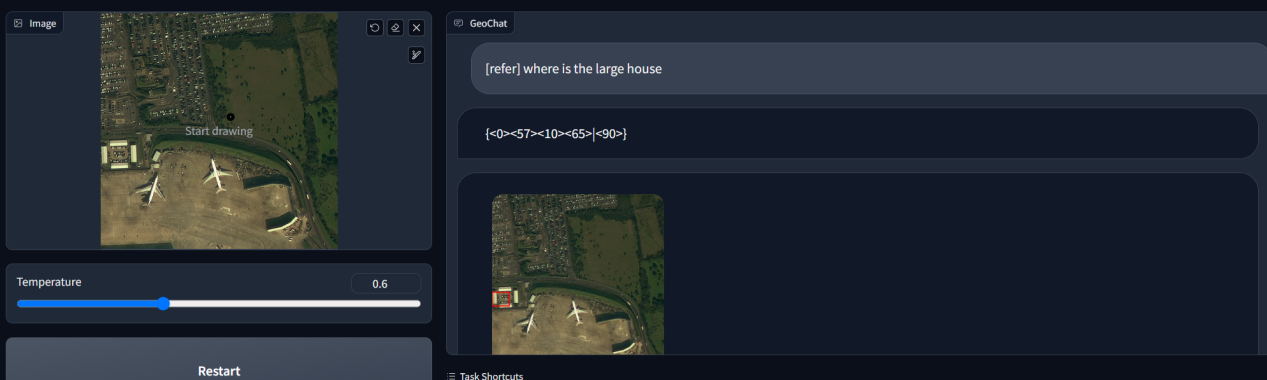 Image
GeoChat
[refer] where is the large house
{<0><57><10><65>|<90>}
Start drawing
Temperature
0.6
Restart
Task Shortcuts